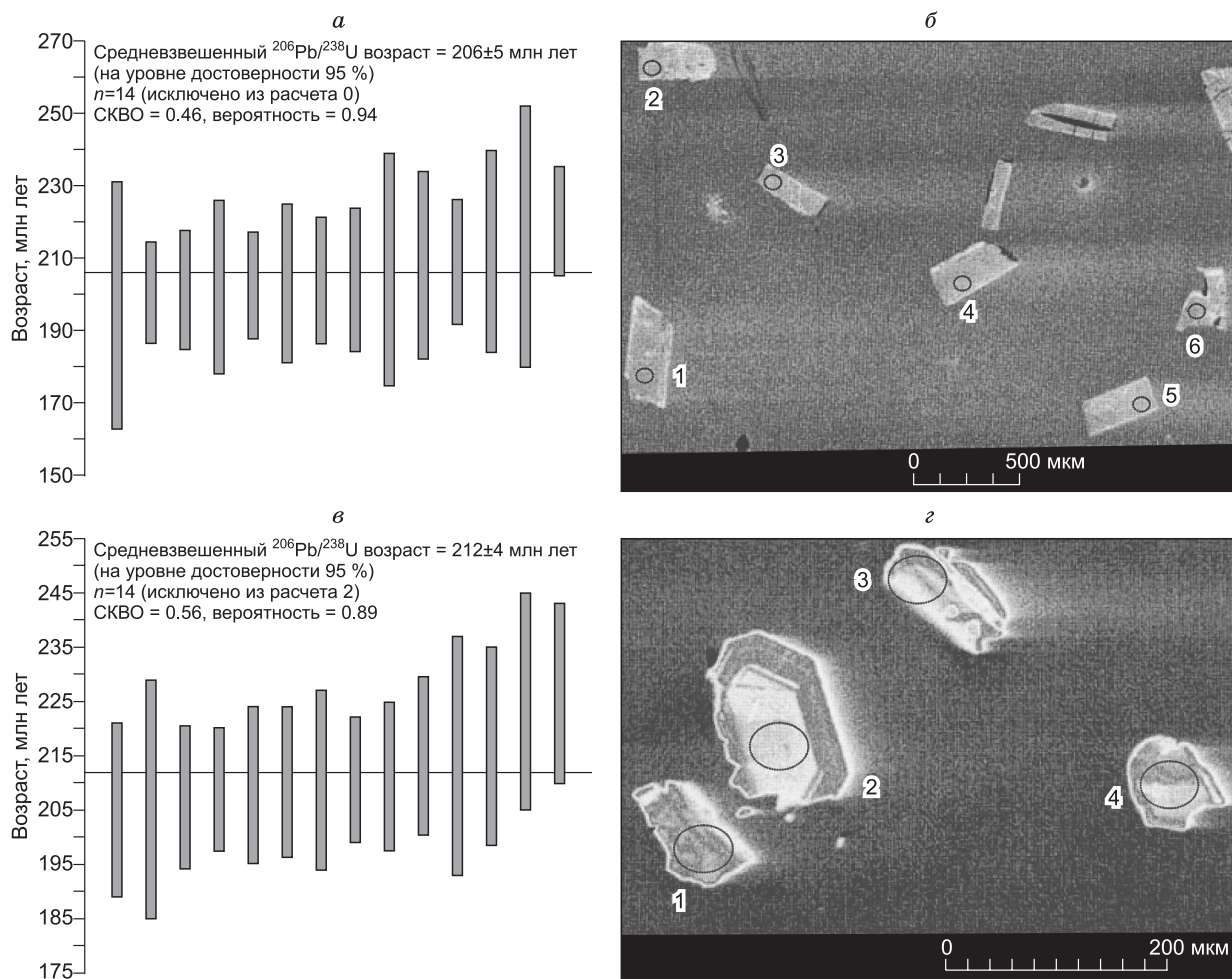 а
270
250
230
210
190
170
150
Возраст, млн лет
Средневзвешенный ²⁰⁶Pb/²³⁸U возраст = 206±5 млн лет
(на уровне достоверности 95 %)
n=14 (исключено из расчета 0)
СКВО = 0.46, вероятность = 0.94
б
2
3
4
1
6
5
0 500 мкм
в
255
245
235
225
215
205
195
185
175
Возраст, млн лет
Средневзвешенный ²⁰⁶Pb/²³⁸U возраст = 212±4 млн лет
(на уровне достоверности 95 %)
n=14 (исключено из расчета 2)
СКВО = 0.56, вероятность = 0.89
г
3
2
4
1
0 200 мкм